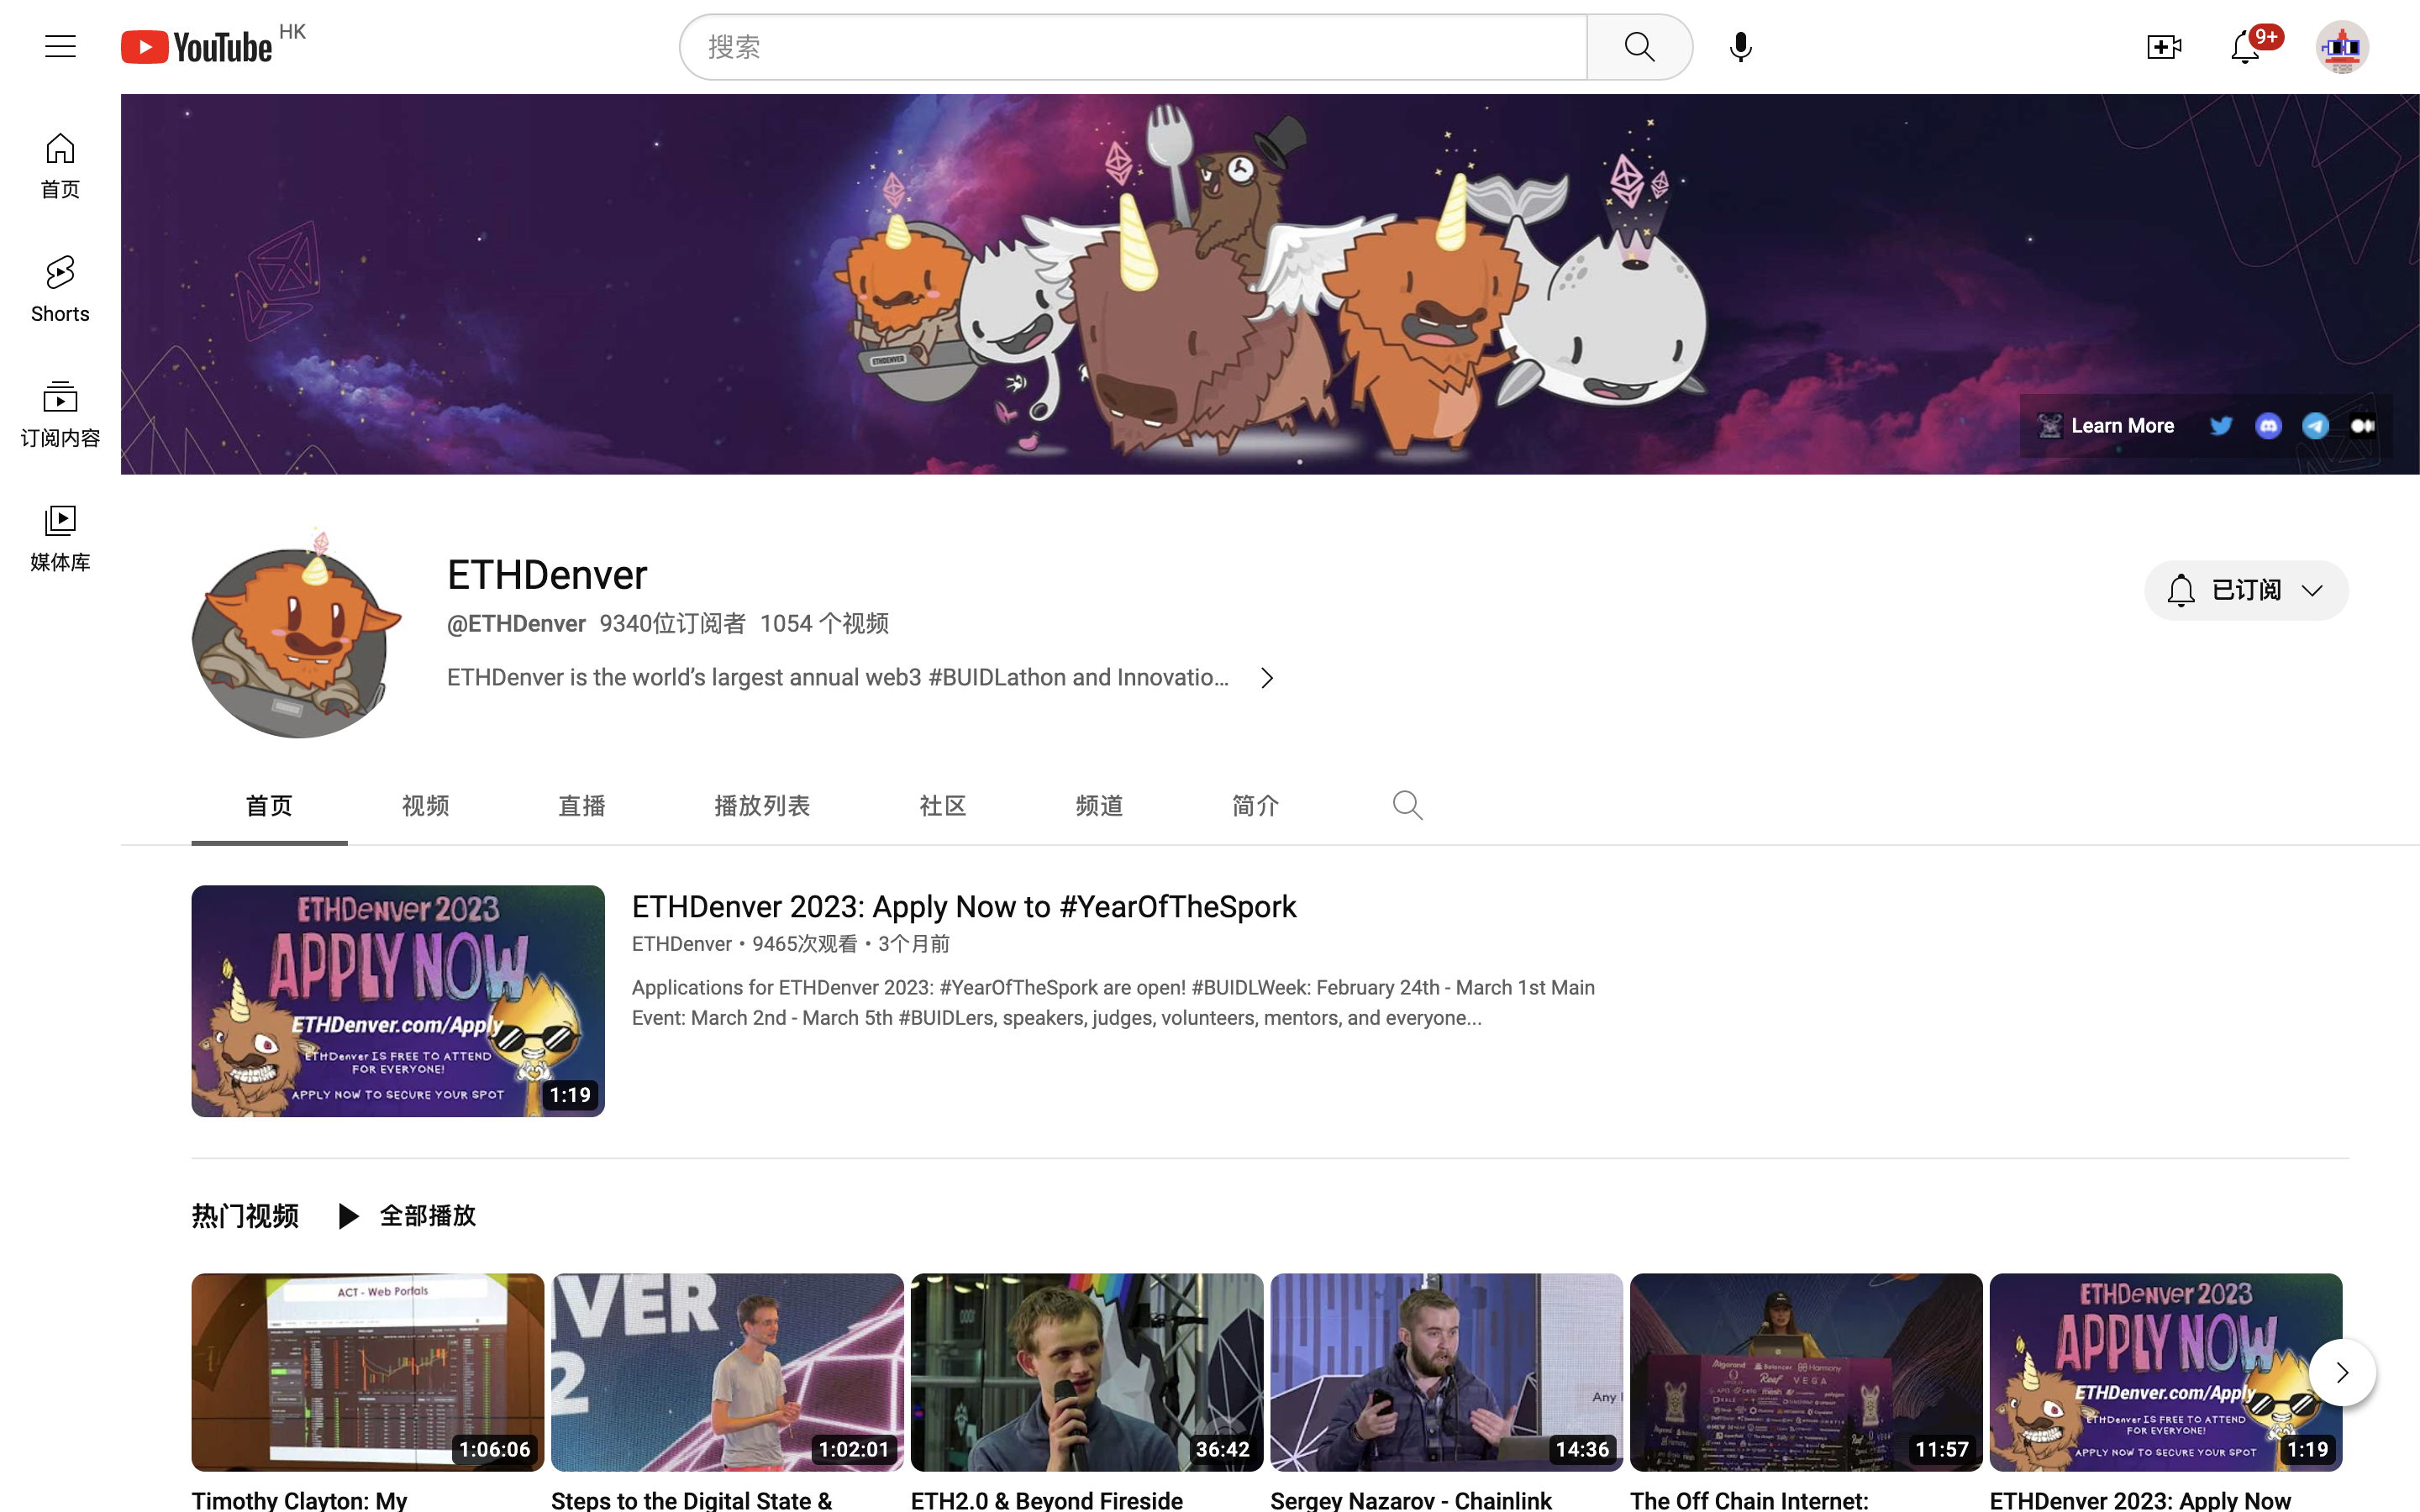 YouTube HK
搜索
9+
首页
Shorts
订阅内容
媒体库
ETHDENVER
Learn More
ETHDenver
@ETHDenver 9340位订阅者 1054 个视频
ETHDenver is the world’s largest annual web3 #BUIDLathon and Innovatio...
已订阅
首页 视频 直播 播放列表 社区 频道 简介
ETHDenver 2023
APPLY NOW
ETHDenver.com/Apply
ETHDenver IS FREE TO ATTEND
FOR EVERYONE!
APPLY NOW TO SECURE YOUR SPOT
1:19
ETHDenver 2023: Apply Now to #YearOfTheSpork
ETHDenver • 9465次观看 • 3个月前
Applications for ETHDenver 2023: #YearOfTheSpork are open! #BUIDLWeek: February 24th - March 1st Main
Event: March 2nd - March 5th #BUIDLers, speakers, judges, volunteers, mentors, and everyone...
热门视频 全部播放
ACT - Web Portals
1:06:06
Timothy Clayton: My
VER
2
1:02:01
Steps to the Digital State &
36:42
ETH2.0 & Beyond Fireside
Any
14:36
Sergey Nazarov - Chainlink
Algorand Balancer Harmony
Reef VEGA
11:57
The Off Chain Internet:
ETHDenver 2023
APPLY NOW
ETHDenver.com/Apply
ETHDenver IS FREE TO ATTEND
FOR EVERYONE!
APPLY NOW TO SECURE YOUR SPOT
1:19
ETHDenver 2023: Apply Now